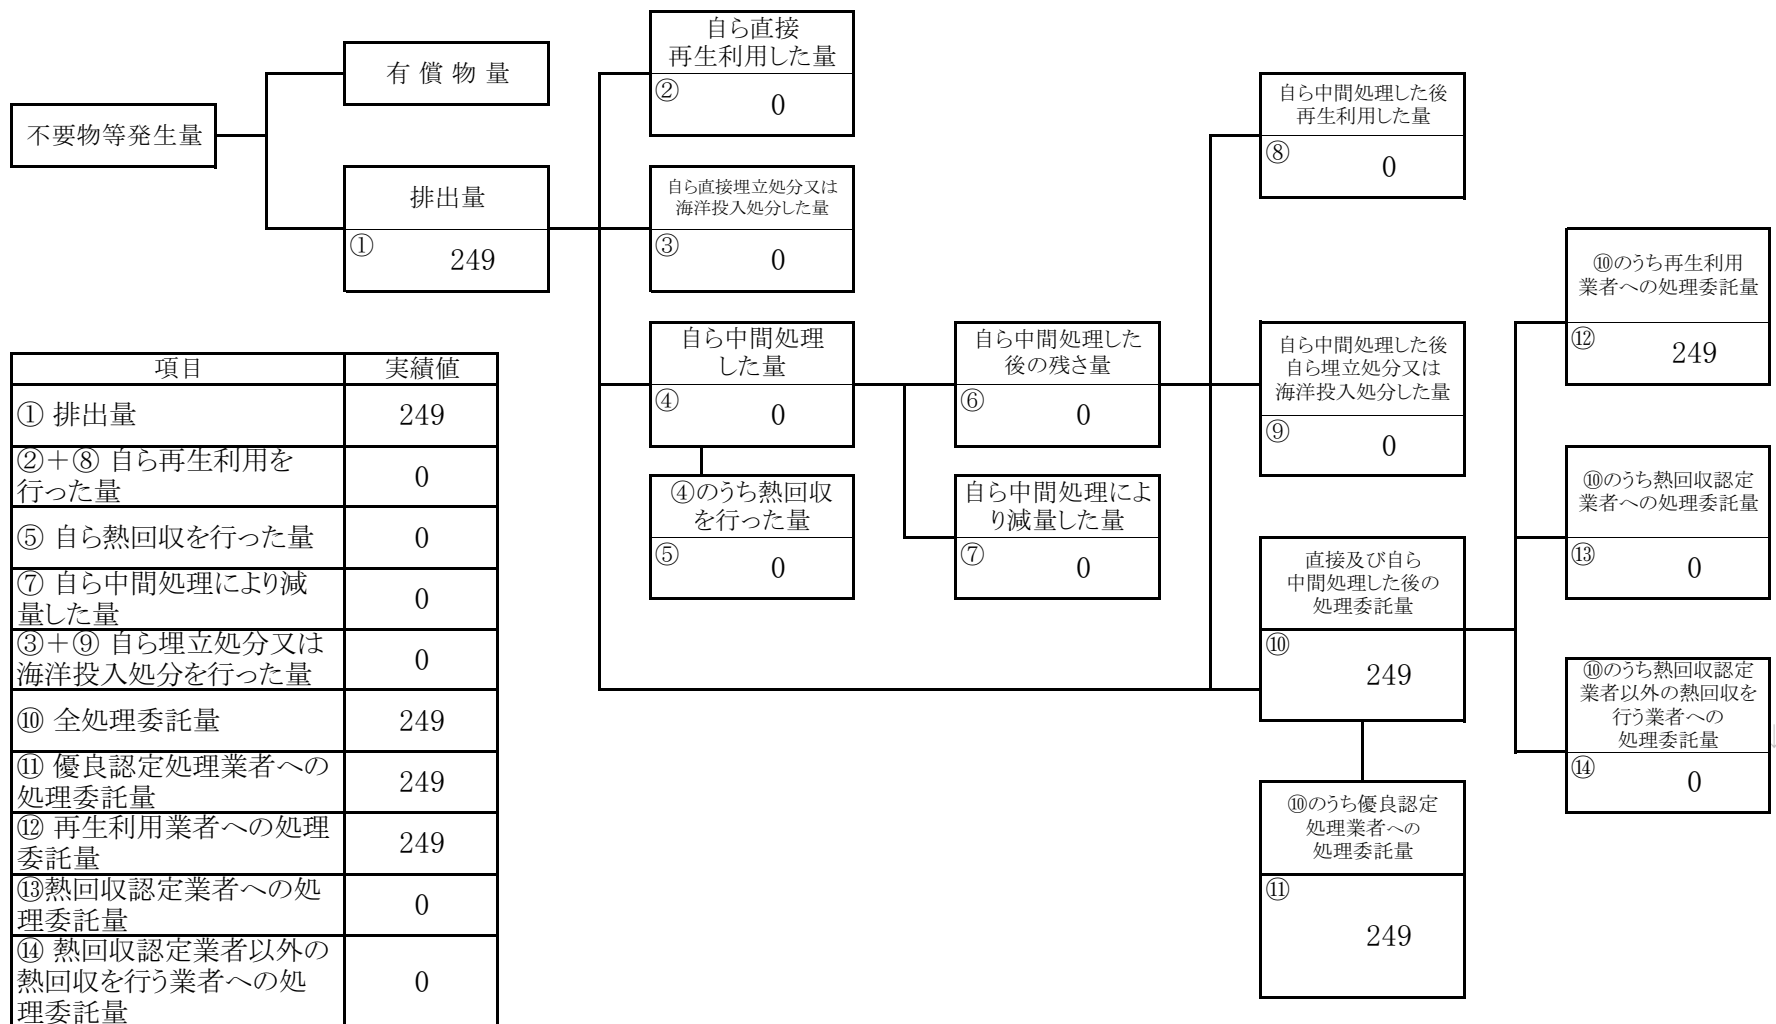 不要物等発生量
有 償 物 量
排出量
①
249
自ら直接
再生利用した量
②
0
自ら直接埋立処分又は
海洋投入処分した量
③
0
自ら中間処理
した量
④
0
④のうち熱回収
を行った量
⑤
0
自ら中間処理した
後の残さ量
⑥
0
自ら中間処理によ
り減量した量
⑦
0
自ら中間処理した後
再生利用した量
⑧
0
自ら中間処理した後
自ら埋立処分又は
海洋投入処分した量
⑨
0
直接及び自ら
中間処理した後の
処理委託量
⑩
249
⑩のうち優良認定
処理業者への
処理委託量
⑪
249
⑩のうち再生利用
業者への処理委託量
⑫
249
⑩のうち熱回収認定
業者への処理委託量
⑬
0
⑩のうち熱回収認定
業者以外の熱回収を
行う業者への
処理委託量
⑭
0
項目 実績値
① 排出量 249
②＋⑧ 自ら再生利用を
行った量 0
⑤ 自ら熱回収を行った量 0
⑦ 自ら中間処理により減
量した量 0
③＋⑨ 自ら埋立処分又は
海洋投入処分を行った量 0
⑩ 全処理委託量 249
⑪ 優良認定処理業者への
処理委託量 249
⑫ 再生利用業者への処理
委託量 249
⑬熱回収認定業者への処
理委託量 0
⑭ 熱回収認定業者以外の
熱回収を行う業者への処
理委託量 0